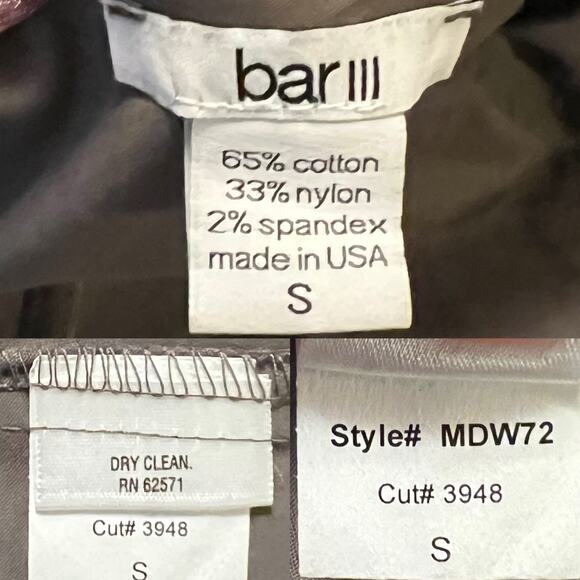 bar III
65% cotton
33% nylon
2% spandex
made in USA
S
DRY CLEAN.
RN 62571
Cut# 3948
S
Style# MDW72
Cut# 3948
S